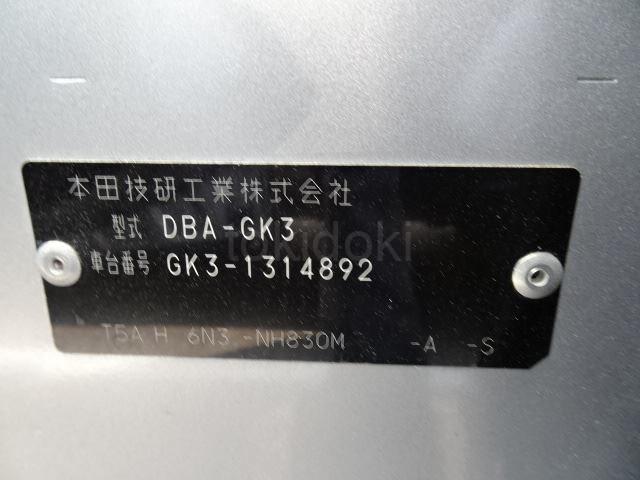 本田技研工業株式会社
型式 DBA-GK3
車台番号 GK3-1314892
tokidoki
T5A H 6N3 -NH830M -A -S